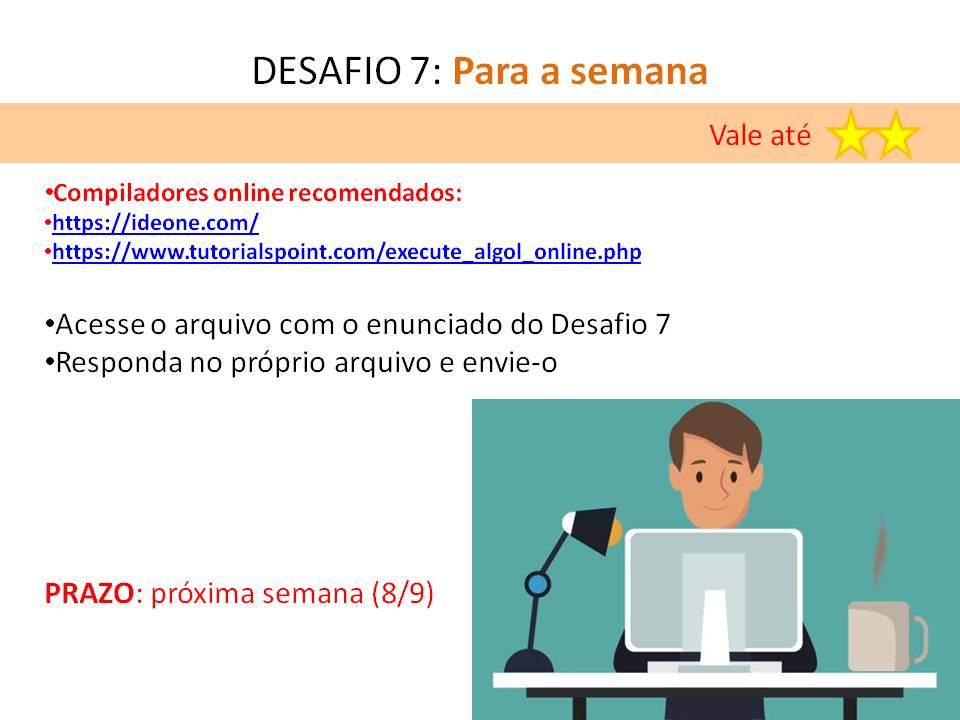 DESAFIO 7: Para a semana
Vale até
•Compiladores online recomendados:
•https://ideone.com/
•https://www.tutorialspoint.com/execute_algol_online.php
•Acesse o arquivo com o enunciado do Desafio 7
•Responda no próprio arquivo e envie-o
PRAZO: próxima semana (8/9)